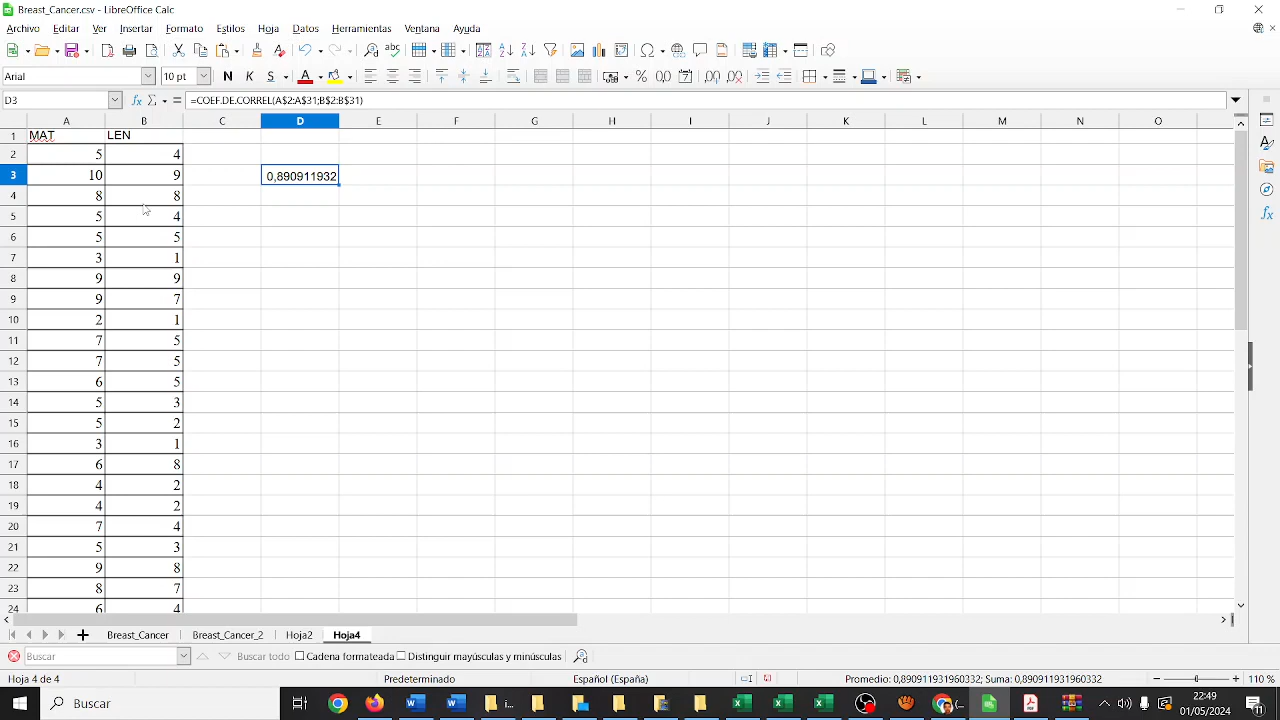 Breast_Cancer.csv - LibreOffice Calc
Archivo Editar Ver Insertar Formato Estilos Hoja Datos Herramientas Ventana Ayuda
Arial 10 pt
D3 =COEF.DE.CORREL(A$2:A$31;B$2:B$31)
A B C D E F G H I J K L M N O
1 MAT LEN
2 5 4
3 10 9 0,890911932
4 8 8
5 5 4
6 5 5
7 3 1
8 9 9
9 9 7
10 2 1
11 7 5
12 7 5
13 6 5
14 5 3
15 5 2
16 3 1
17 6 8
18 4 2
19 4 2
20 7 4
21 5 3
22 9 8
23 8 7
24 6 4
Breast_Cancer Breast_Cancer_2 Hoja2 Hoja4
Buscar Buscar todo Cadena formateada Distinguir mayúsculas y minúsculas
Hoja 4 de 4 Predeterminado Español (España) Promedio: 0,890911931960332; Suma: 0,890911931960332 110 %
Buscar 22:49
01/05/2024